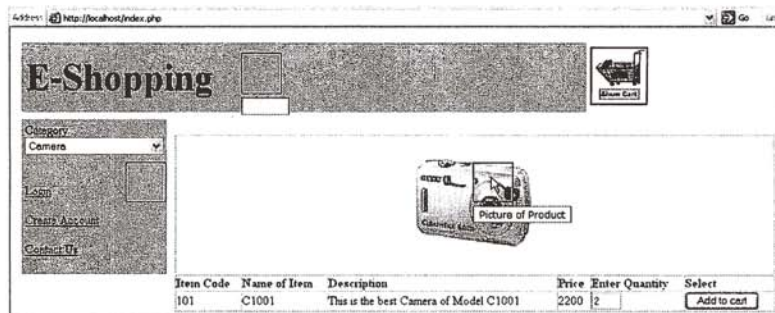 Address http://localhost/index.php Go
E-Shopping
Show Cart
Category
Camera
Login
Create Account
Contact Us
Picture of Product
Item Code Name of Item Description Price Enter Quantity Select
101 C1001 This is the best Camera of Model C1001 2200 2 Add to cart